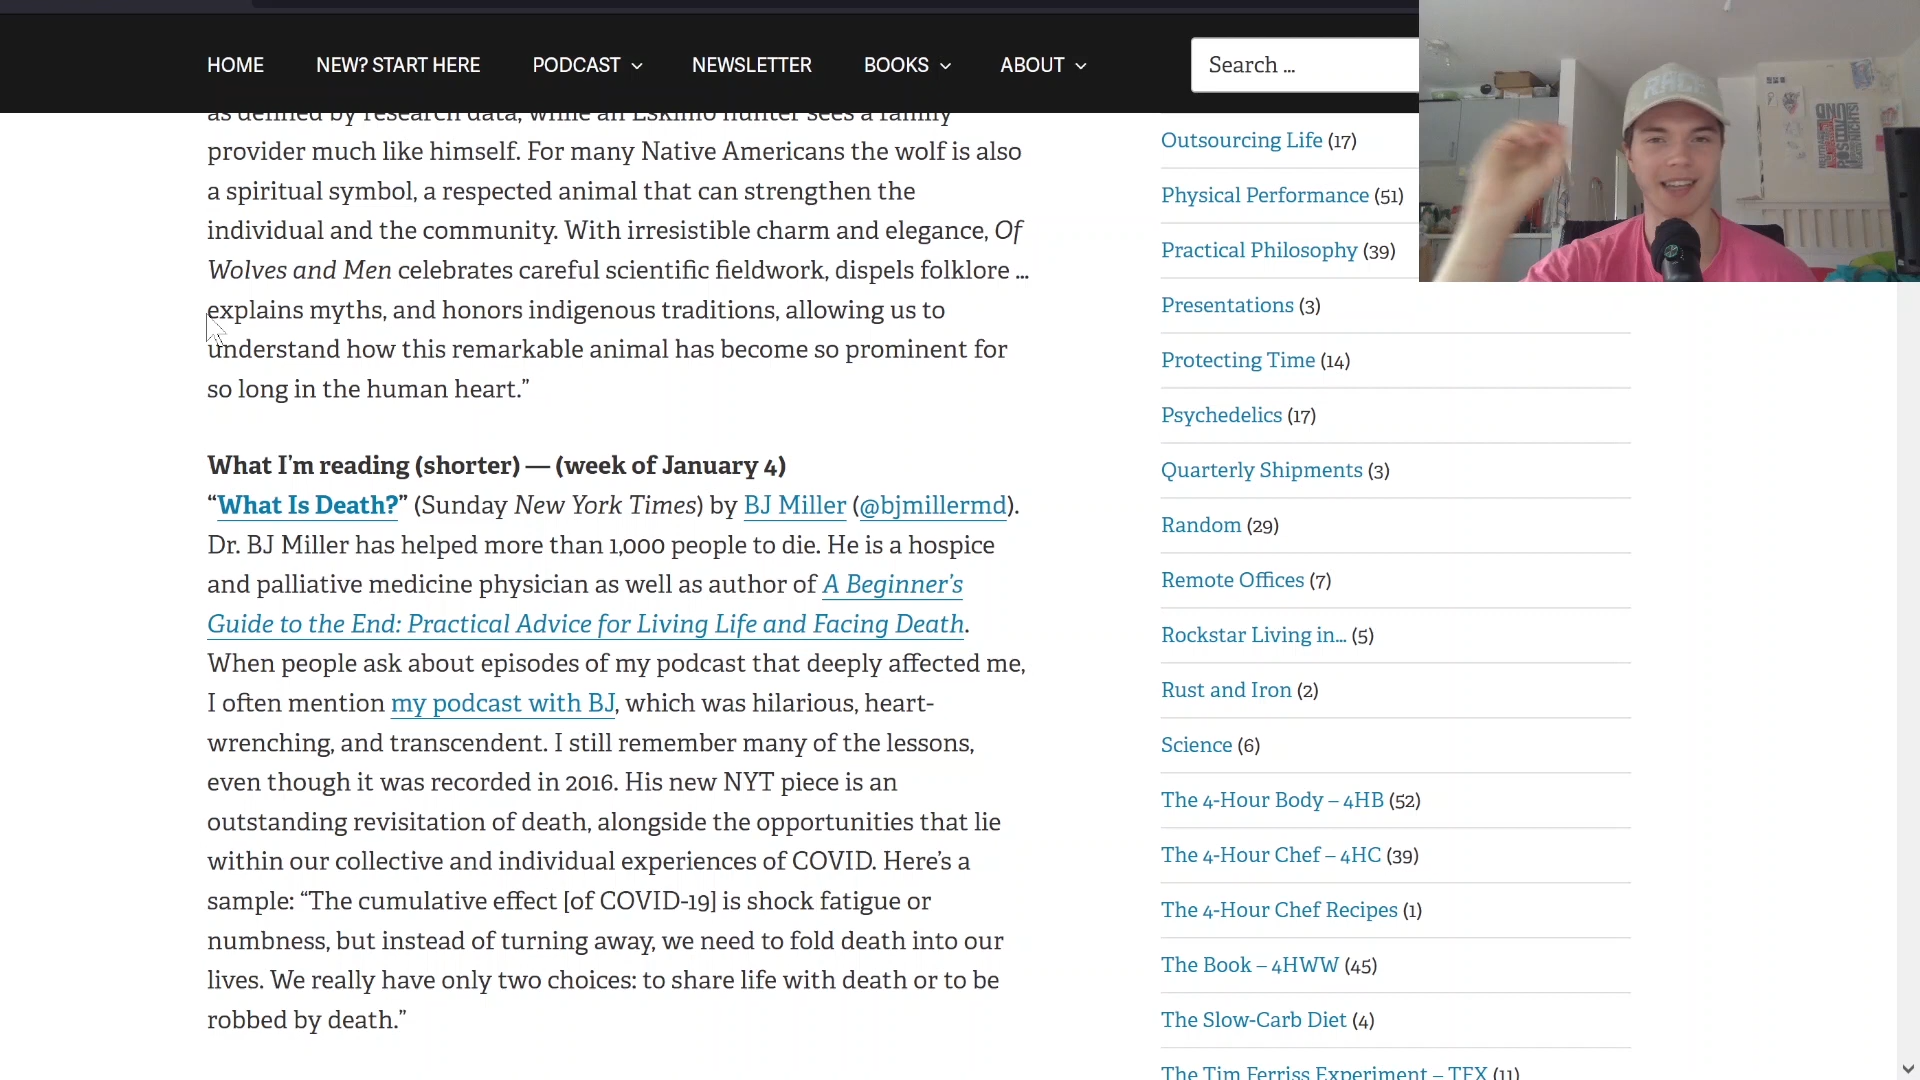 HOME NEW? START HERE PODCAST NEWSLETTER BOOKS ABOUT Search ...
as defined by research data, while an Eskimo hunter sees a family
provider much like himself. For many Native Americans the wolf is also
a spiritual symbol, a respected animal that can strengthen the
individual and the community. With irresistible charm and elegance, Of
Wolves and Men celebrates careful scientific fieldwork, dispels folklore ...
explains myths, and honors indigenous traditions, allowing us to
understand how this remarkable animal has become so prominent for
so long in the human heart.”
What I’m reading (shorter) — (week of January 4)
“What Is Death?” (Sunday New York Times) by BJ Miller (@bjmillermd).
Dr. BJ Miller has helped more than 1,000 people to die. He is a hospice
and palliative medicine physician as well as author of A Beginner’s
Guide to the End: Practical Advice for Living Life and Facing Death.
When people ask about episodes of my podcast that deeply affected me,
I often mention my podcast with BJ, which was hilarious, heart-
wrenching, and transcendent. I still remember many of the lessons,
even though it was recorded in 2016. His new NYT piece is an
outstanding revisitation of death, alongside the opportunities that lie
within our collective and individual experiences of COVID. Here’s a
sample: “The cumulative effect [of COVID-19] is shock fatigue or
numbness, but instead of turning away, we need to fold death into our
lives. We really have only two choices: to share life with death or to be
robbed by death.”
Outsourcing Life (17)
Physical Performance (51)
Practical Philosophy (39)
Presentations (3)
Protecting Time (14)
Psychedelics (17)
Quarterly Shipments (3)
Random (29)
Remote Offices (7)
Rockstar Living in... (5)
Rust and Iron (2)
Science (6)
The 4-Hour Body – 4HB (52)
The 4-Hour Chef – 4HC (39)
The 4-Hour Chef Recipes (1)
The Book – 4HWW (45)
The Slow-Carb Diet (4)
The Tim Ferriss Experiment – TFX (11)